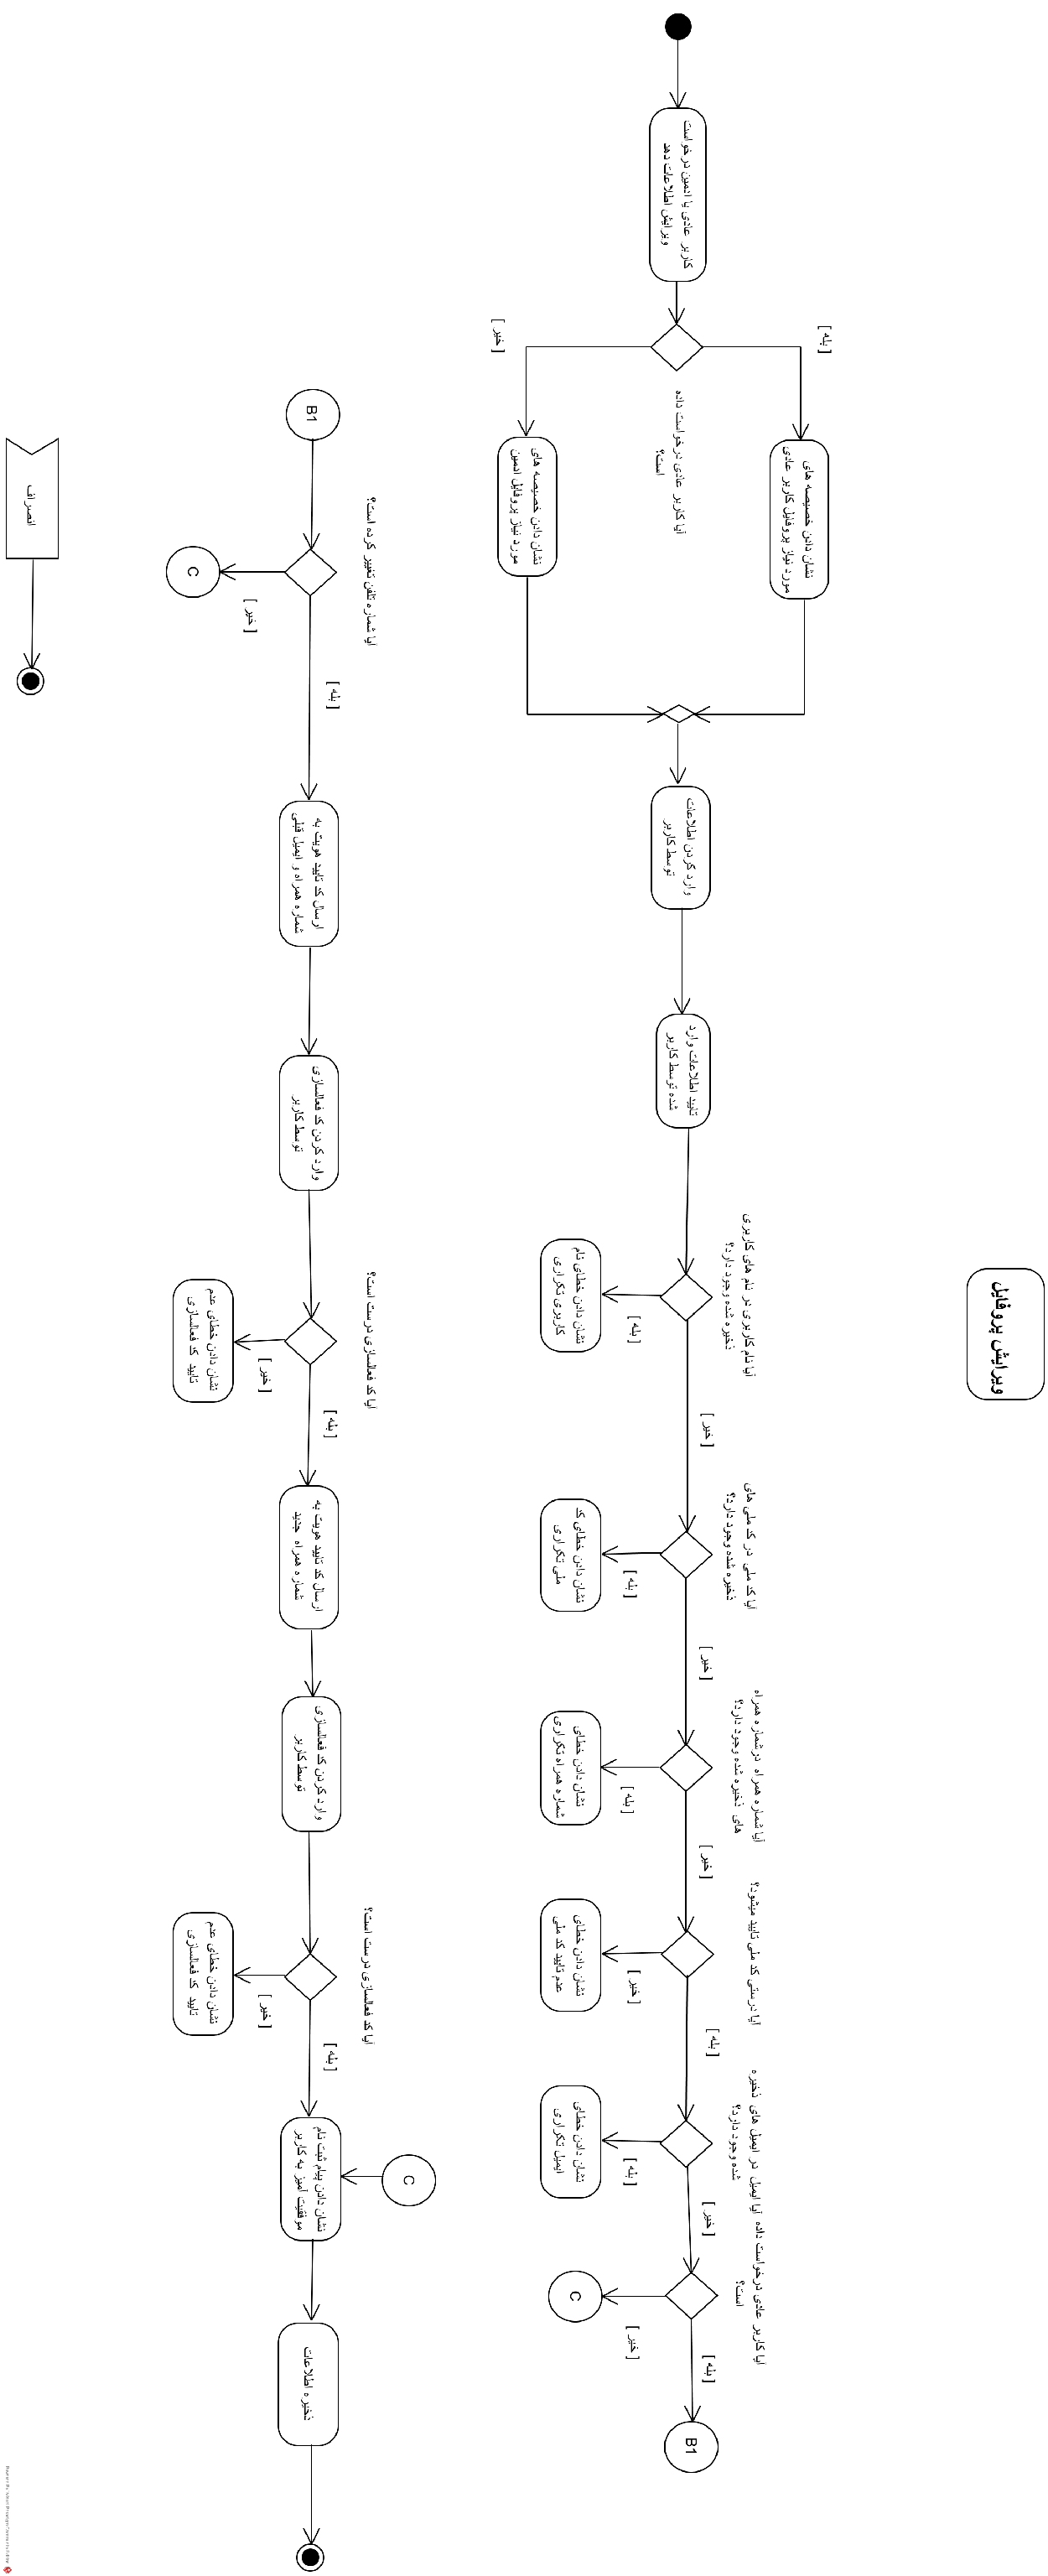 ویرایش پروفایل
کاربر عادی یا ادمین درخواست
ویرایش اطلاعات دهد
[ بله ]
[ خیر ]
آیا کاربر عادی درخواست داده
است؟
نشان دادن خصیصه های
مورد نیاز پروفایل کاربر عادی
نشان دادن خصیصه های
مورد نیاز پروفایل ادمین
وارد کردن اطلاعات
توسط کاربر
تایید اطلاعات وارد
شده توسط کاربر
آیا نام کاربری در نام های کاربری
ذخیره شده وجود دارد؟
[ بله ]
نشان دادن خطای نام
کاربری تکراری
[ خیر ]
آیا کد ملی در کد ملی های
ذخیره شده وجود دارد؟
[ بله ]
نشان دادن خطای کد
ملی تکراری
[ خیر ]
آیا شماره همراه درشماره همراه
های ذخیره شده وجود دارد؟
[ بله ]
نشان دادن خطای
شماره همراه تکراری
[ خیر ]
آیا درستی کد ملی تایید میشود؟
[ خیر ]
نشان دادن خطای
عدم تایید کد ملی
[ بله ]
آیا ایمیل در ایمیل های ذخیره
شده وجود دارد؟
[ بله ]
نشان دادن خطای
ایمیل تکراری
[ خیر ]
آیا کاربر عادی درخواست داده
است؟
[ خیر ]
C
[ بله ]
B1
B1
آیا شماره تلفن تغییر کرده است؟
[ خیر ]
C
[ بله ]
ارسال کد تایید هویت به
شماره همراه و ایمیل قبلی
وارد کردن کد فعالسازی
توسط کاربر
آیا کد فعالسازی درست است؟
[ خیر ]
نشان دادن خطای عدم
تایید کد فعالسازی
[ بله ]
ارسال کد تایید هویت به
شماره همراه جدید
وارد کردن کد فعالسازی
توسط کاربر
آیا کد فعالسازی درست است؟
[ خیر ]
نشان دادن خطای عدم
تایید کد فعالسازی
[ بله ]
C
نشان دادن پیام ثبت نام
موفقیت آمیز به کاربر
ذخیره اطلاعات
انصراف